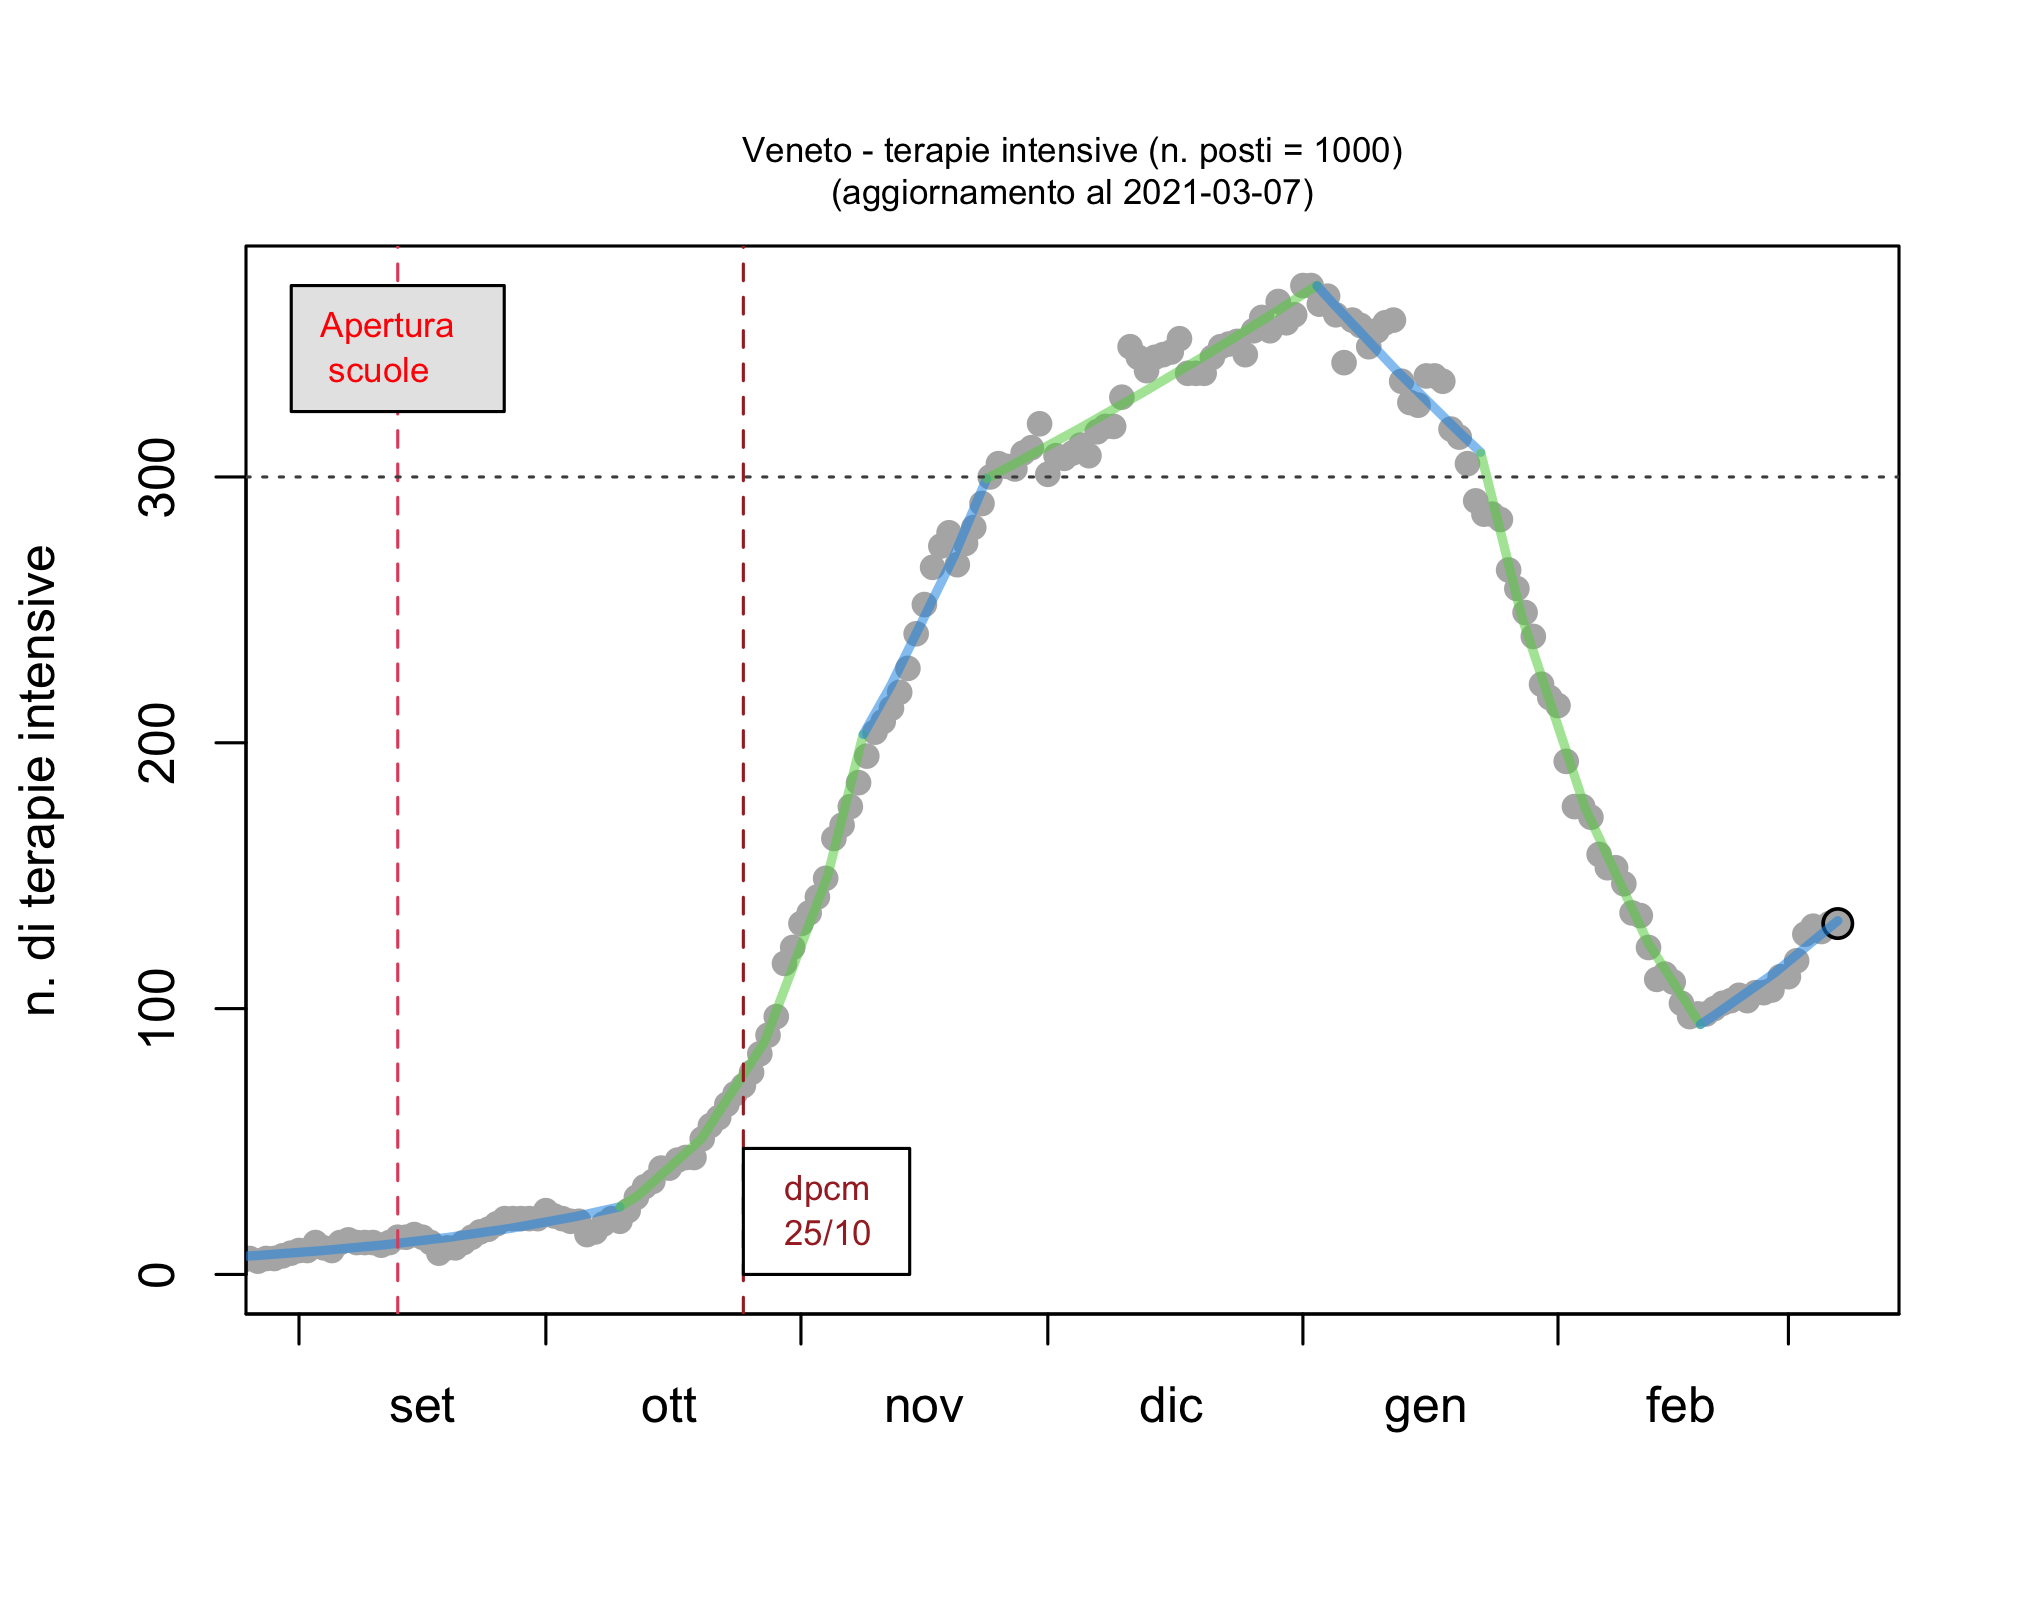 Veneto - terapie intensive (n. posti = 1000)
(aggiornamento al 2021-03-07)
Apertura
scuole
n. di terapie intensive
300
200
100
0
dpcm
25/10
set ott nov dic gen feb